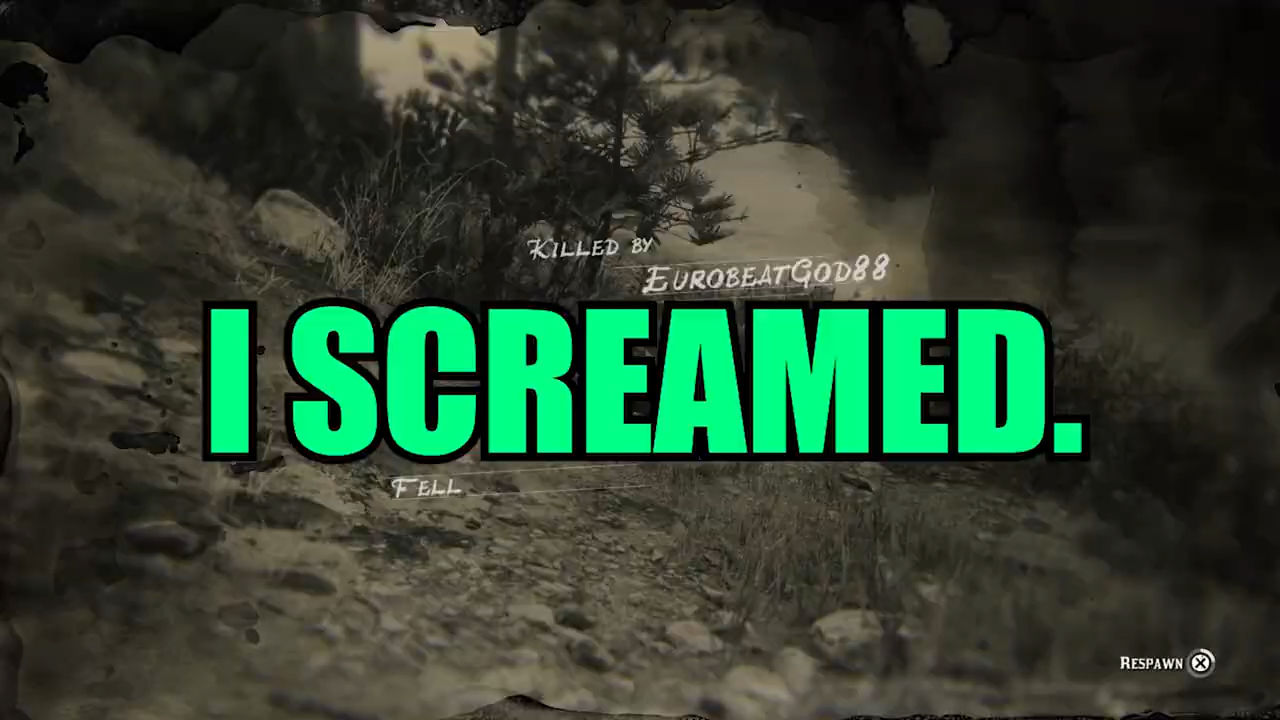 KILLED BY
EUROBEATGOD88
I SCREAMED.
FELL
RESPAWN